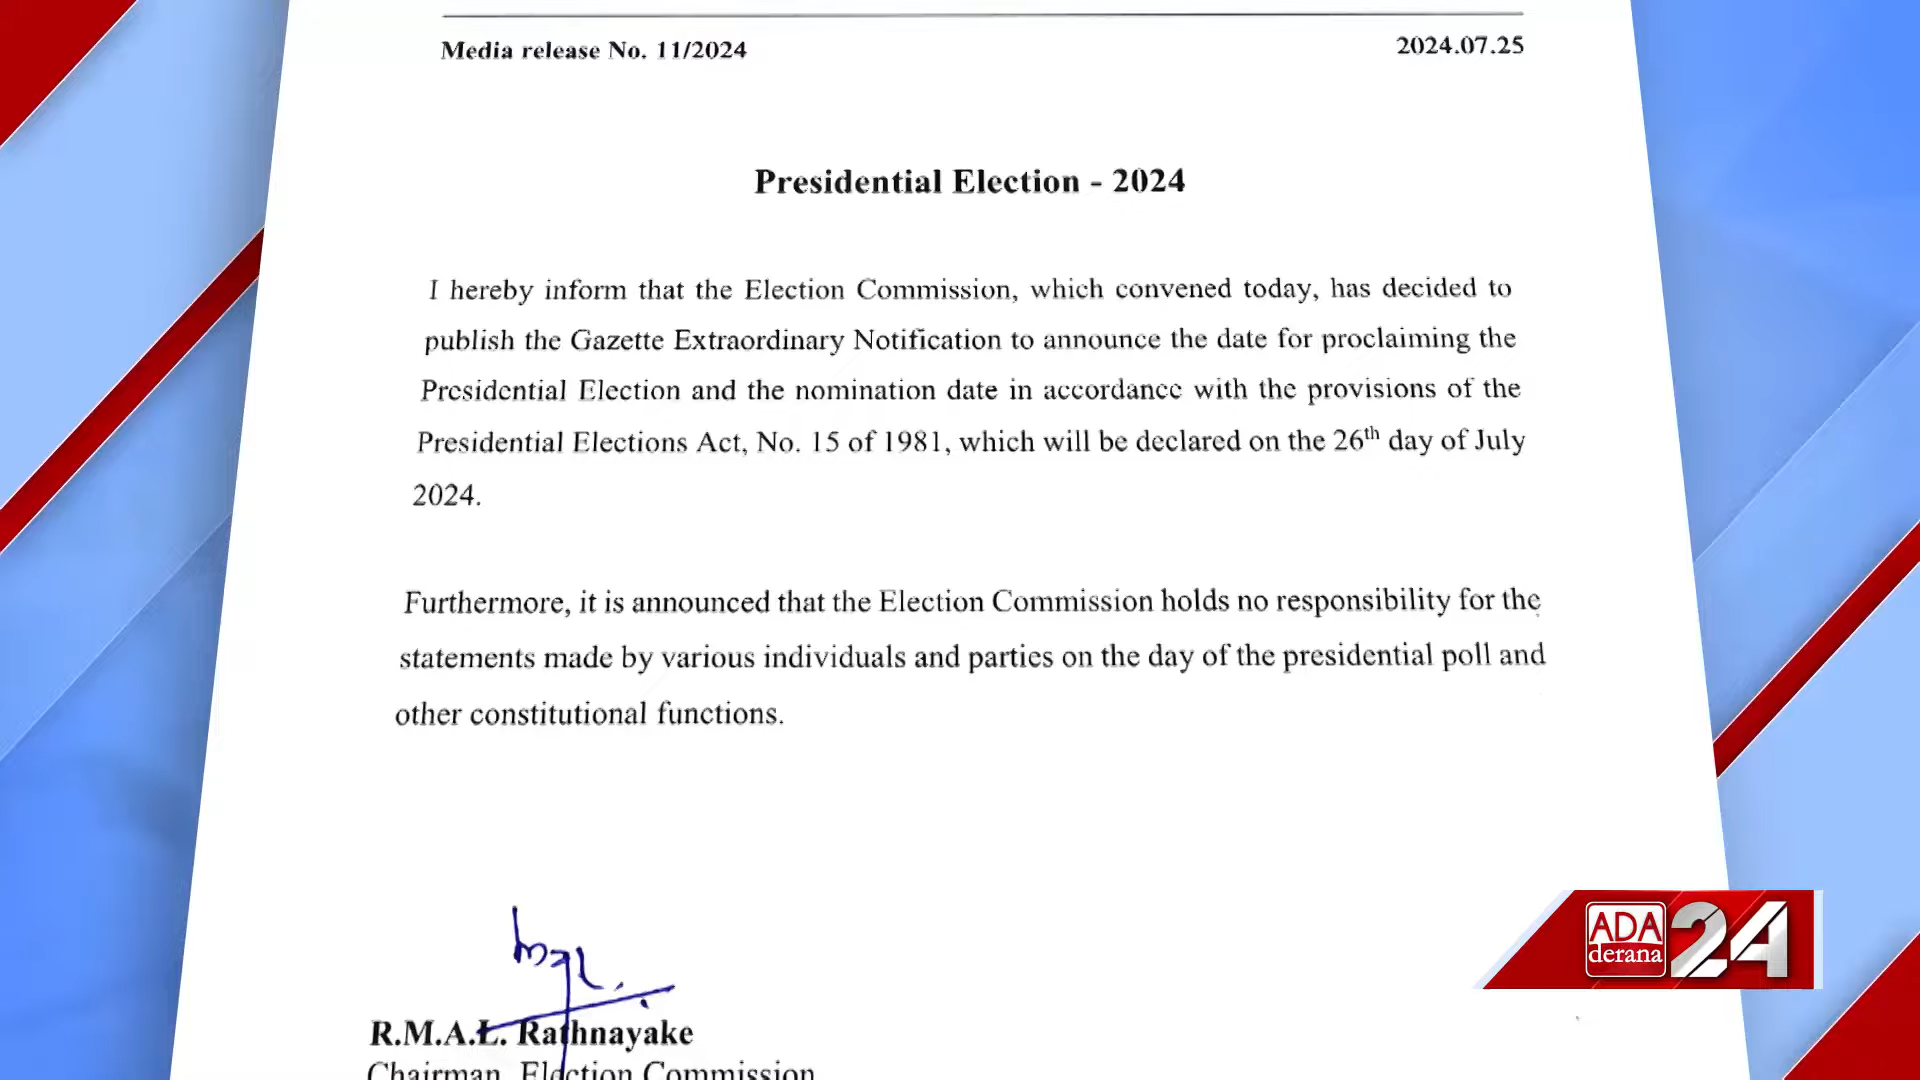 Media release No. 11/2024
2024.07.25
Presidential Election - 2024
I hereby inform that the Election Commission, which convened today, has decided to
publish the Gazette Extraordinary Notification to announce the date for proclaiming the
Presidential Election and the nomination date in accordance with the provisions of the
Presidential Elections Act, No. 15 of 1981, which will be declared on the 26th day of July
2024.
Furthermore, it is announced that the Election Commission holds no responsibility for the
statements made by various individuals and parties on the day of the presidential poll and
other constitutional functions.
R.M.A.L. Rathnayake
Chairman, Election Commission
ADA
derana
24